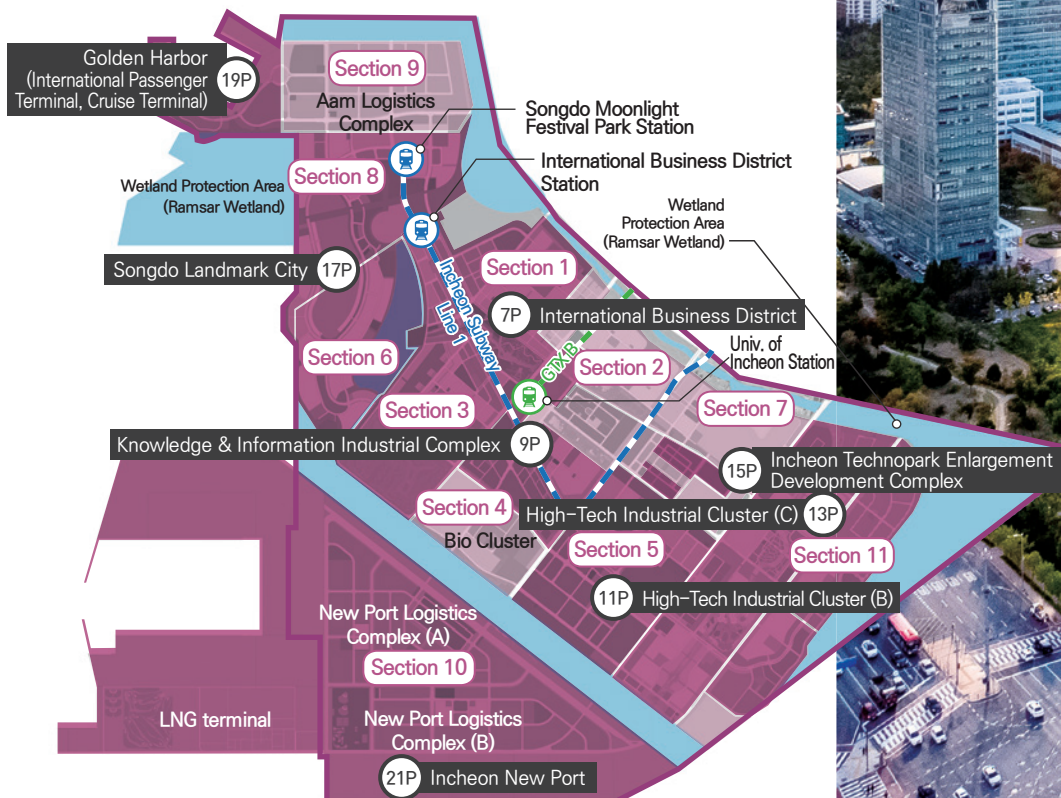 Golden Harbor
(International Passenger
Terminal, Cruise Terminal)
19P
Section 9
Aam Logistics
Complex
Songdo Moonlight
Festival Park Station
International Business District
Station
Section 8
Wetland Protection Area
(Ramsar Wetland)
Wetland
Protection Area
(Ramsar Wetland)
Songdo Landmark City
17P
Section 1
Incheon Subway
Line 1
7P
International Business District
GTX B
Univ. of
Incheon Station
Section 6
Section 2
Section 3
Section 7
Knowledge & Information Industrial Complex
9P
15P
Incheon Technopark Enlargement
Development Complex
Section 4
Bio Cluster
High-Tech Industrial Cluster (C)
13P
Section 5
Section 11
11P
High-Tech Industrial Cluster (B)
New Port Logistics
Complex (A)
Section 10
LNG terminal
New Port Logistics
Complex (B)
21P
Incheon New Port